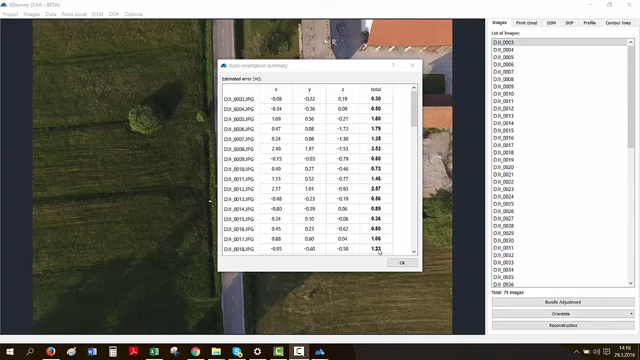 3Dsurvey (2.0.0 - BETA)
Project Images Data Point cloud DSM DOF Options
Images Point cloud DSM DOF Profile Contour lines
List of Images:
DJI_0003
DJI_0004
DJI_0005
DJI_0006
DJI_0007
DJI_0008
DJI_0009
DJI_0010
DJI_0011
DJI_0012
DJI_0013
DJI_0014
DJI_0015
DJI_0016
DJI_0017
DJI_0018
DJI_0019
DJI_0020
DJI_0021
DJI_0022
DJI_0023
DJI_0024
DJI_0025
DJI_0026
DJI_0027
DJI_0028
DJI_0029
DJI_0030
DJI_0031
DJI_0032
DJI_0033
DJI_0034
DJI_0035
DJI_0036
Total: 75 images
Bundle Adjustment
Orientate
Reconstruction
Auto-orientation summary
Estimated error [m]:
x y z total
DJI_0003.JPG -0.08 -0.22 0.19 0.30
DJI_0004.JPG -0.34 -0.36 0.09 0.50
DJI_0005.JPG 1.69 0.56 -0.27 1.80
DJI_0006.JPG 0.47 0.08 -1.72 1.79
DJI_0007.JPG 0.34 0.08 -1.30 1.35
DJI_0008.JPG 2.49 1.97 -1.53 3.53
DJI_0009.JPG -0.15 -0.03 -0.79 0.80
DJI_0010.JPG 0.49 0.27 -0.46 0.73
DJI_0011.JPG 1.13 0.52 -0.77 1.46
DJI_0012.JPG 2.17 1.01 -0.93 2.57
DJI_0013.JPG -0.48 -0.23 -0.19 0.56
DJI_0014.JPG -0.80 -0.39 0.06 0.89
DJI_0015.JPG 0.34 0.10 -0.06 0.36
DJI_0016.JPG 0.45 0.23 -0.62 0.80
DJI_0017.JPG 0.88 0.60 0.04 1.06
DJI_0018.JPG -0.95 -0.60 -0.50 1.23
OK
14:16
29.3.2016